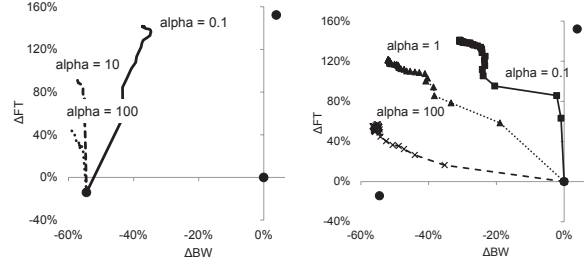 160%
120%
80%
40%
0%
-40%
ΔFT
alpha = 0.1
alpha = 10
alpha = 100
-60%
-40%
-20%
0%
ΔBW
160%
120%
80%
40%
0%
-40%
ΔFT
alpha = 1
alpha = 0.1
alpha = 100
-60%
-40%
-20%
0%
ΔBW